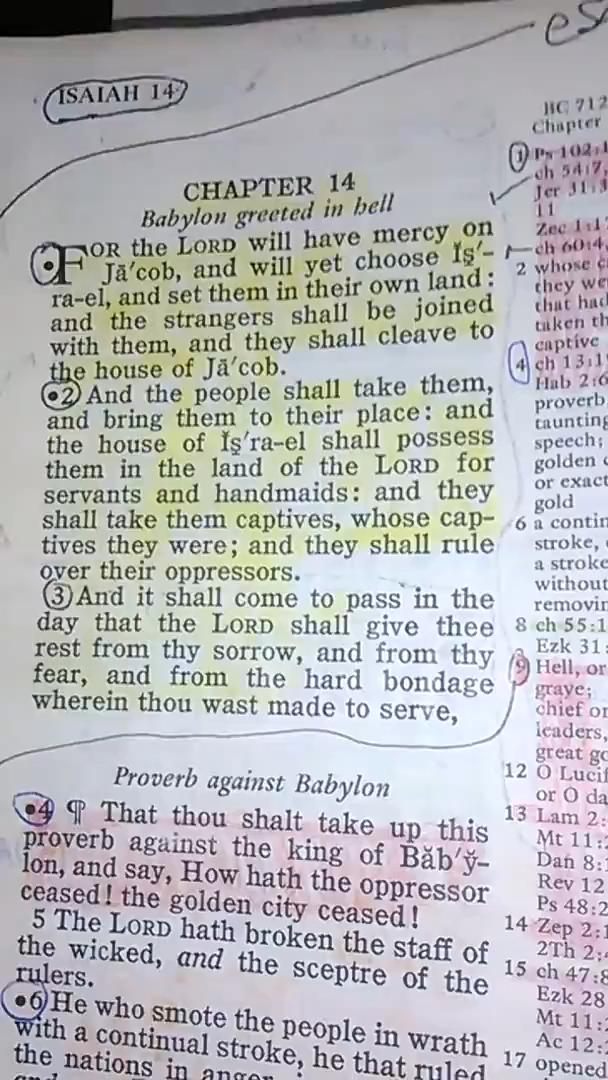 ISAIAH 14
CHAPTER 14
Babylon greeted in hell
FOR the LORD will have mercy on
Jā′cob, and will yet choose Ĭş′-
ra-el, and set them in their own land:
and the strangers shall be joined
with them, and they shall cleave to
the house of Jā′cob.
•2 And the people shall take them,
and bring them to their place: and
the house of Ĭş′ra-el shall possess
them in the land of the LORD for
servants and handmaids: and they
shall take them captives, whose cap-
tives they were; and they shall rule
over their oppressors.
3 And it shall come to pass in the
day that the LORD shall give thee
rest from thy sorrow, and from thy
fear, and from the hard bondage
wherein thou wast made to serve,
Proverb against Babylon
•4 ¶ That thou shalt take up this
proverb against the king of Băb′y̆-
lon, and say, How hath the oppressor
ceased! the golden city ceased!
5 The LORD hath broken the staff of
the wicked, and the sceptre of the
rulers.
•6 He who smote the people in wrath
with a continual stroke, he that ruled
the nations in anger,
BC 712
Chapter
1 Ps 102:1
ch 54:7,
Jer 31:3
11
Zec 1:1
ch 60:4
2 whose c
they we
that had
taken th
captive
4 ch 13:1
Hab 2:6
proverb
taunting
speech;
golden
or exact
gold
6 a contin
stroke,
a stroke
without
removin
8 ch 55:1
Ezk 31:
9 Hell, or
grave;
chief or
leaders,
great go
12 O Lucif
or O da
13 Lam 2:
Mt 11:
Dan 8:
Rev 12
Ps 48:2
14 Zep 2:1
2Th 2:4
15 ch 47:8
Ezk 28
Mt 11:
Ac 12:
17 opened